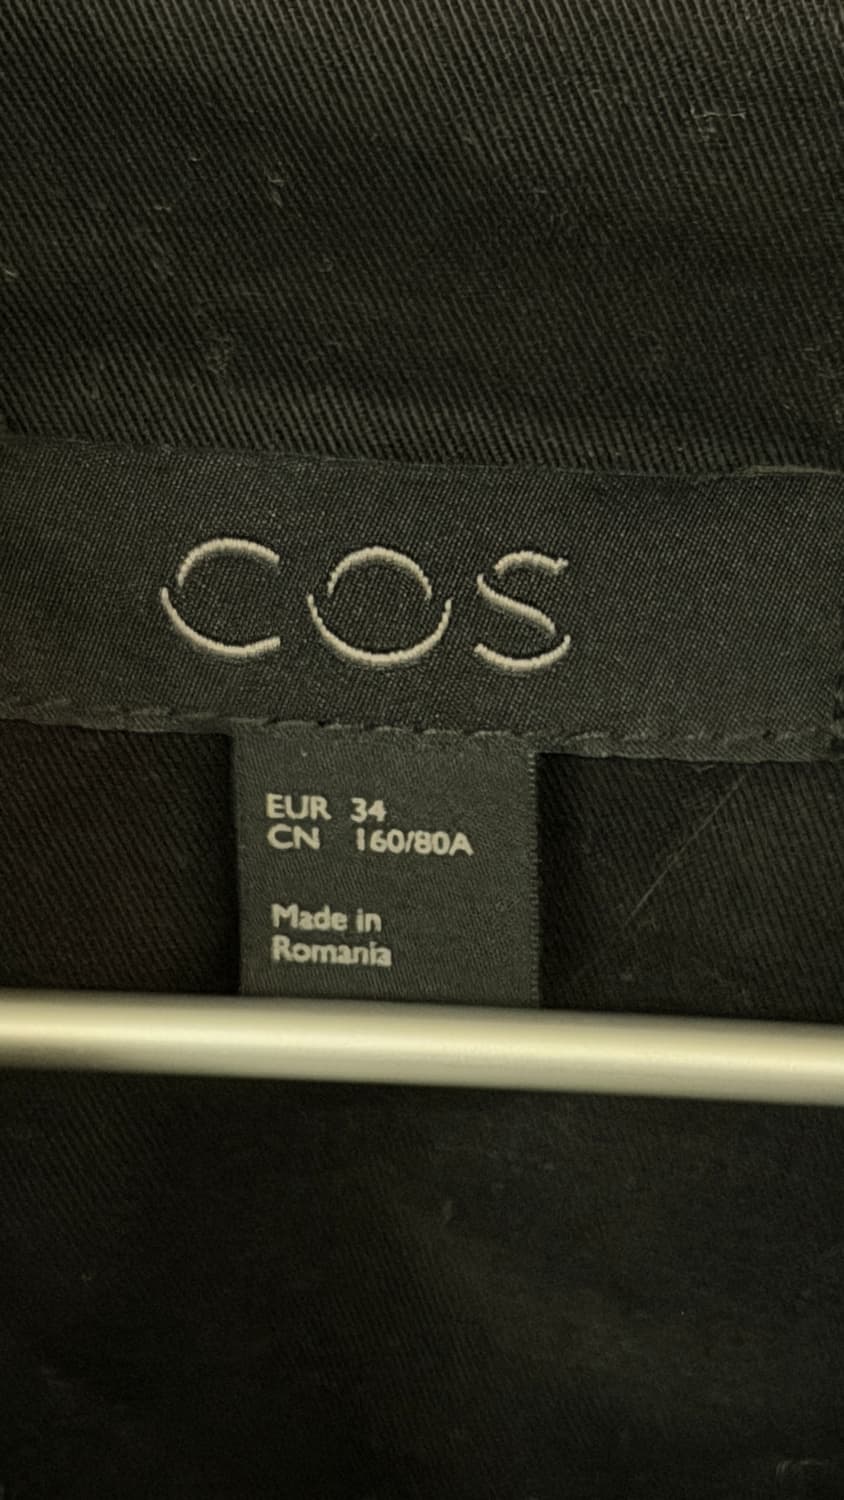 COS
EUR 34
CN 160/80A
Made in
Romania